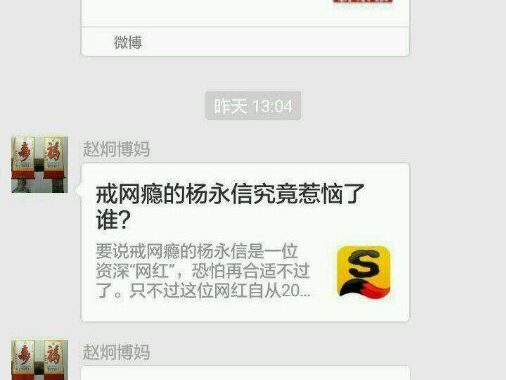 微博
昨天 13:04
赵炯博妈
戒网瘾的杨永信究竟惹恼了
谁?
要说戒网瘾的杨永信是一位
资深“网红”，恐怕再合适不过
了。只不过这位网红自从20...
S
赵炯博妈